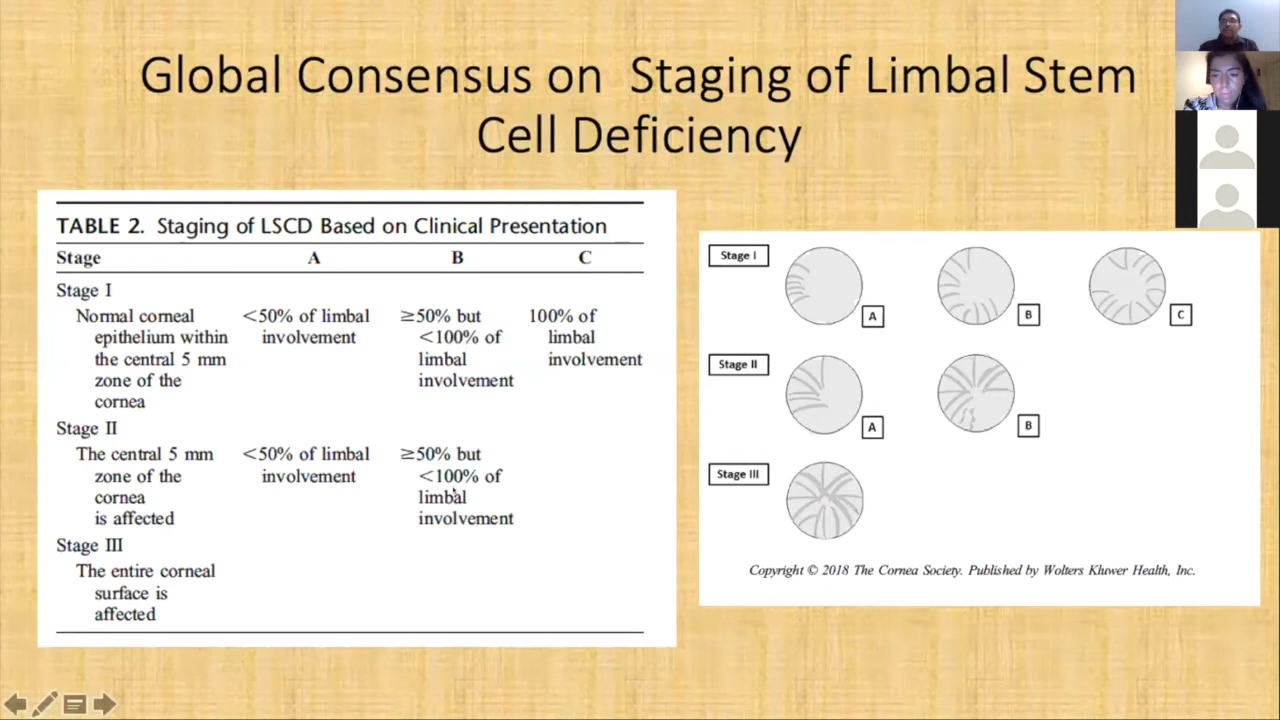 Global Consensus on Staging of Limbal Stem
Cell Deficiency
TABLE 2. Staging of LSCD Based on Clinical Presentation
Stage A B C
Stage I
Normal corneal <50% of limbal ≥50% but 100% of
epithelium within involvement <100% of limbal
the central 5 mm limbal involvement
zone of the involvement
cornea
Stage II
The central 5 mm <50% of limbal ≥50% but
zone of the involvement <100% of
cornea limbal
is affected involvement
Stage III
The entire corneal
surface is
affected
Stage I
A
B
C
Stage II
A
B
Stage III
Copyright © 2018 The Cornea Society. Published by Wolters Kluwer Health, Inc.